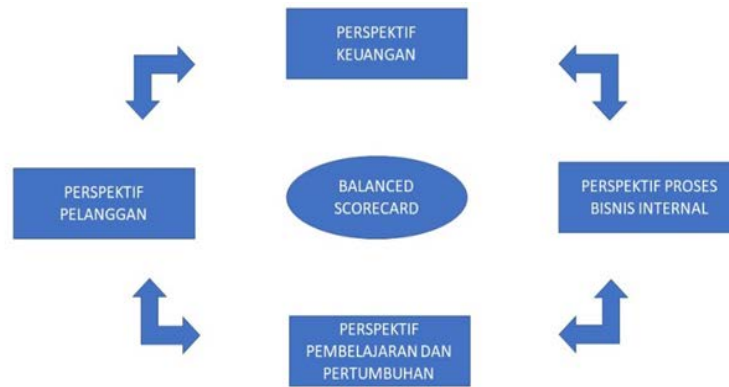 PERSPEKTIF
KEUANGAN
PERSPEKTIF
PELANGGAN
BALANCED
SCORECARD
PERSPEKTIF PROSES
BISNIS INTERNAL
PERSPEKTIF
PEMBELAJARAN DAN
PERTUMBUHAN